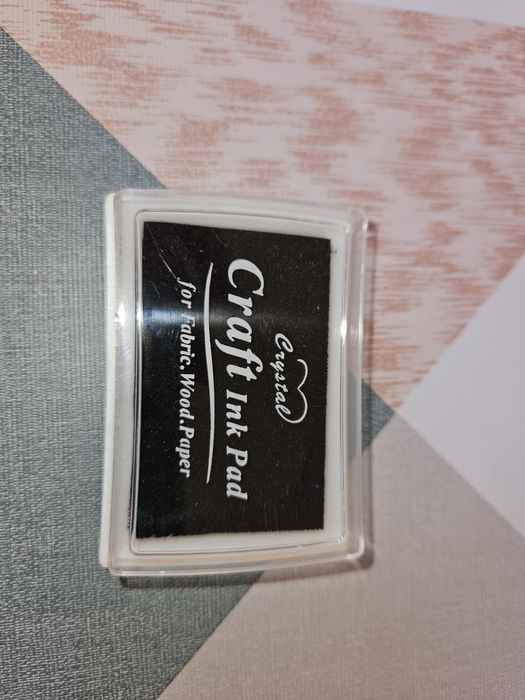 Crystal
Craft Ink Pad
for Fabric.Wood.Paper